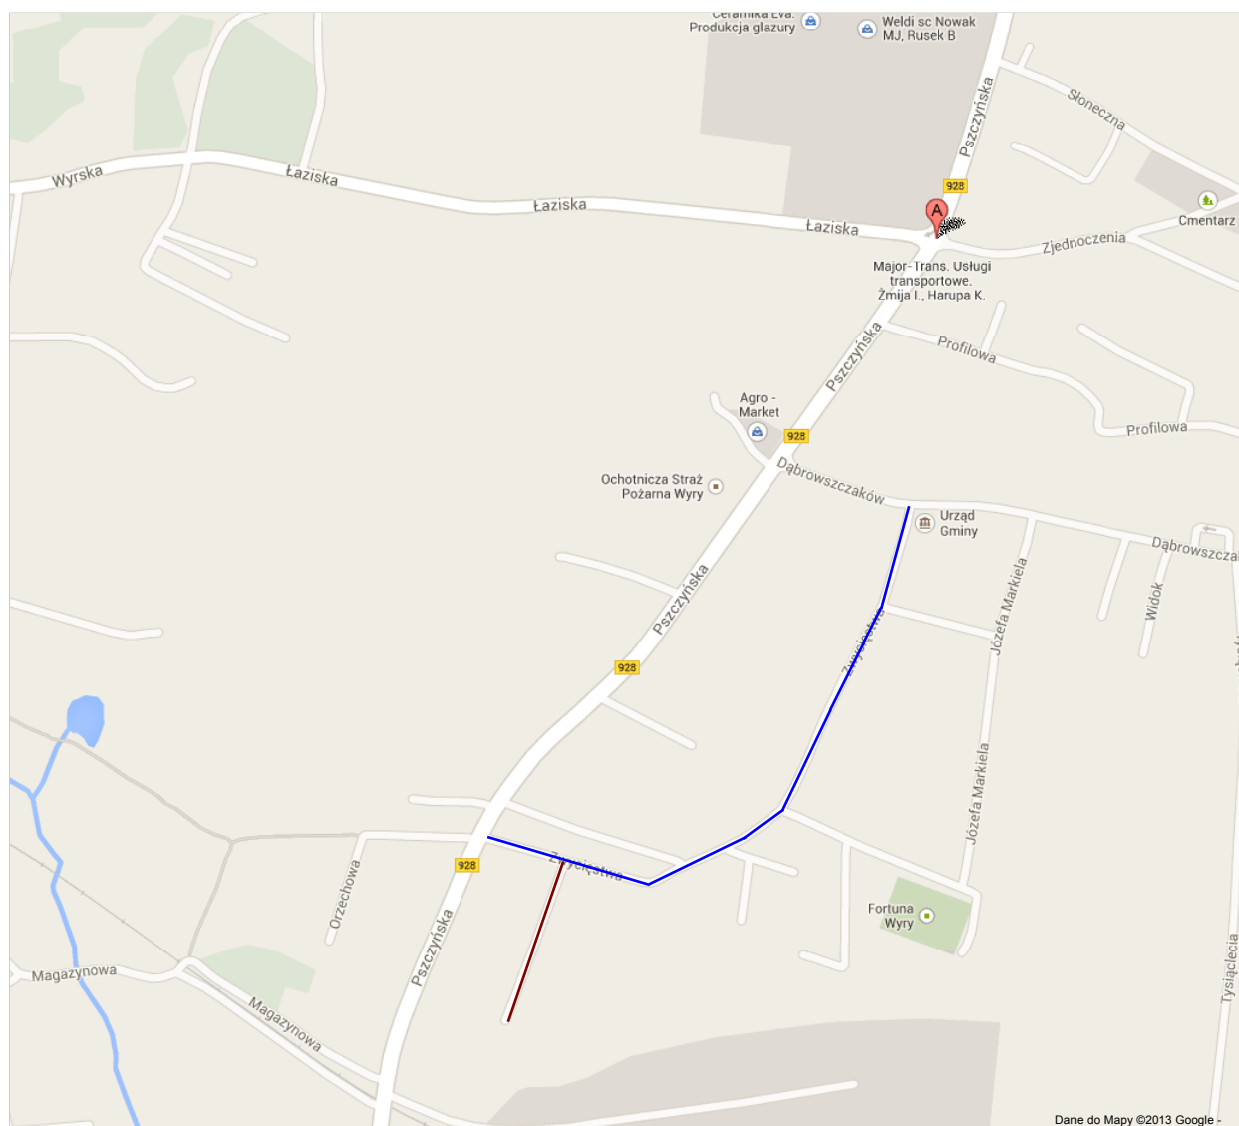 Ceramika Eva.
Produkcja glazury
Weldi sc Nowak
MJ, Rusek B
Pszczyńska
Słoneczna
Wyrska
Łaziska
Łaziska
Łaziska
928
A
Cmentarz
Zjednoczenia
Major-Trans. Usługi
transportowe.
Żmija I., Harupa K.
Pszczyńska
Profilowa
Agro -
Market
928
Profilowa
Dąbrowszczaków
Ochotnicza Straż
Pożarna Wyry
Urząd
Gminy
Dąbrowszcza
Pszczyńska
Józefa Markiela
Widok
Zwycięstwa
928
Józefa Markiela
928
Zwycięstwa
Orzechowa
Fortuna
Wyry
Pszczyńska
Magazynowa
Magazynowa
Tysiąclecia
Dane do Mapy ©2013 Google -